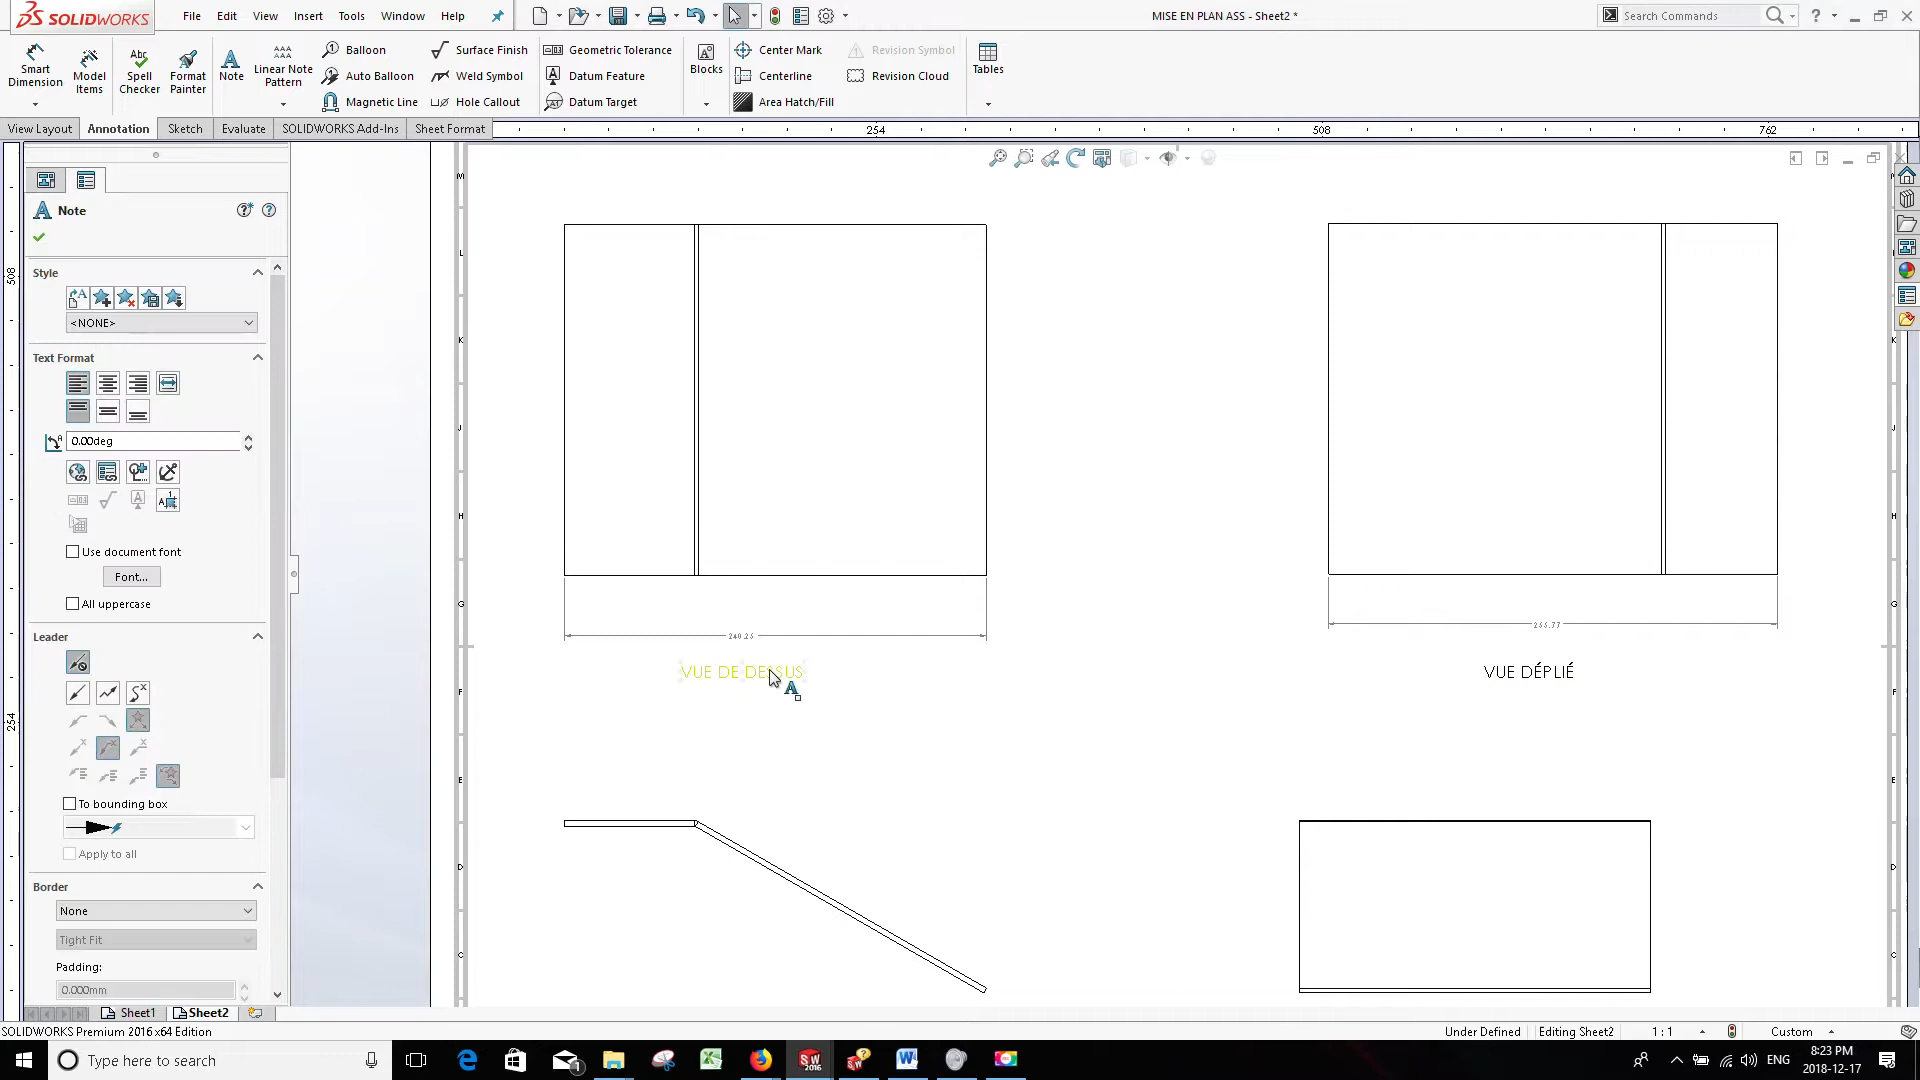 SOLIDWORKS
File Edit View Insert Tools Window Help
MISE EN PLAN ASS - Sheet2 *
Search Commands
Smart Dimension
Model Items
Spell Checker
Format Painter
Note
Linear Note Pattern
Balloon
Auto Balloon
Magnetic Line
Surface Finish
Weld Symbol
Hole Callout
Geometric Tolerance
Datum Feature
Datum Target
Blocks
Center Mark
Centerline
Area Hatch/Fill
Revision Symbol
Revision Cloud
Tables
View Layout Annotation Sketch Evaluate SOLIDWORKS Add-Ins Sheet Format
254 508 762
Note
Style
<NONE>
Text Format
0.00deg
Use document font
Font...
All uppercase
Leader
To bounding box
Apply to all
Border
None
Tight Fit
Padding:
0.000mm
508
254
M
L
K
J
H
G
F
E
D
C
240.25
255.77
VUE DE DESSUS
VUE DÉPLIÉ
K
J
H
G
F
E
D
C
Sheet1 Sheet2
SOLIDWORKS Premium 2016 x64 Edition
Under Defined Editing Sheet2 1 : 1 Custom
Type here to search
ENG
8:23 PM
2018-12-17